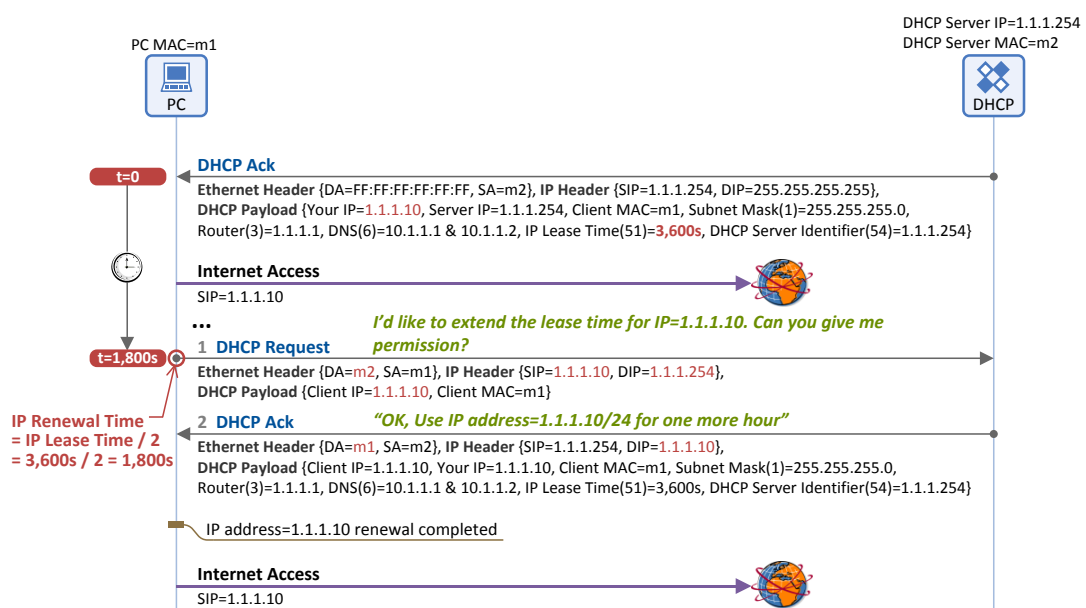 DHCP Server IP=1.1.1.254
PC MAC=m1
DHCP Server MAC=m2
PC
DHCP
DHCP Ack
t=0
Ethernet Header {DA=FF:FF:FF:FF:FF:FF, SA=m2}, IP Header {SIP=1.1.1.254, DIP=255.255.255.255},
DHCP Payload {Your IP=1.1.1.10, Server IP=1.1.1.254, Client MAC=m1, Subnet Mask(1)=255.255.255.0,
Router(3)=1.1.1.1, DNS(6)=10.1.1.1 & 10.1.1.2, IP Lease Time(51)=3,600s, DHCP Server Identifier(54)=1.1.1.254}
Internet Access
SIP=1.1.1.10
...
I’d like to extend the lease time for IP=1.1.1.10. Can you give me
permission?
1 DHCP Request
t=1,800s
Ethernet Header {DA=m2, SA=m1}, IP Header {SIP=1.1.1.10, DIP=1.1.1.254},
DHCP Payload {Client IP=1.1.1.10, Client MAC=m1}
IP Renewal Time
= IP Lease Time / 2
= 3,600s / 2 = 1,800s
2 DHCP Ack
“OK, Use IP address=1.1.1.10/24 for one more hour”
Ethernet Header {DA=m1, SA=m2}, IP Header {SIP=1.1.1.254, DIP=1.1.1.10},
DHCP Payload {Client IP=1.1.1.10, Your IP=1.1.1.10, Client MAC=m1, Subnet Mask(1)=255.255.255.0,
Router(3)=1.1.1.1, DNS(6)=10.1.1.1 & 10.1.1.2, IP Lease Time(51)=3,600s, DHCP Server Identifier(54)=1.1.1.254}
IP address=1.1.1.10 renewal completed
Internet Access
SIP=1.1.1.10